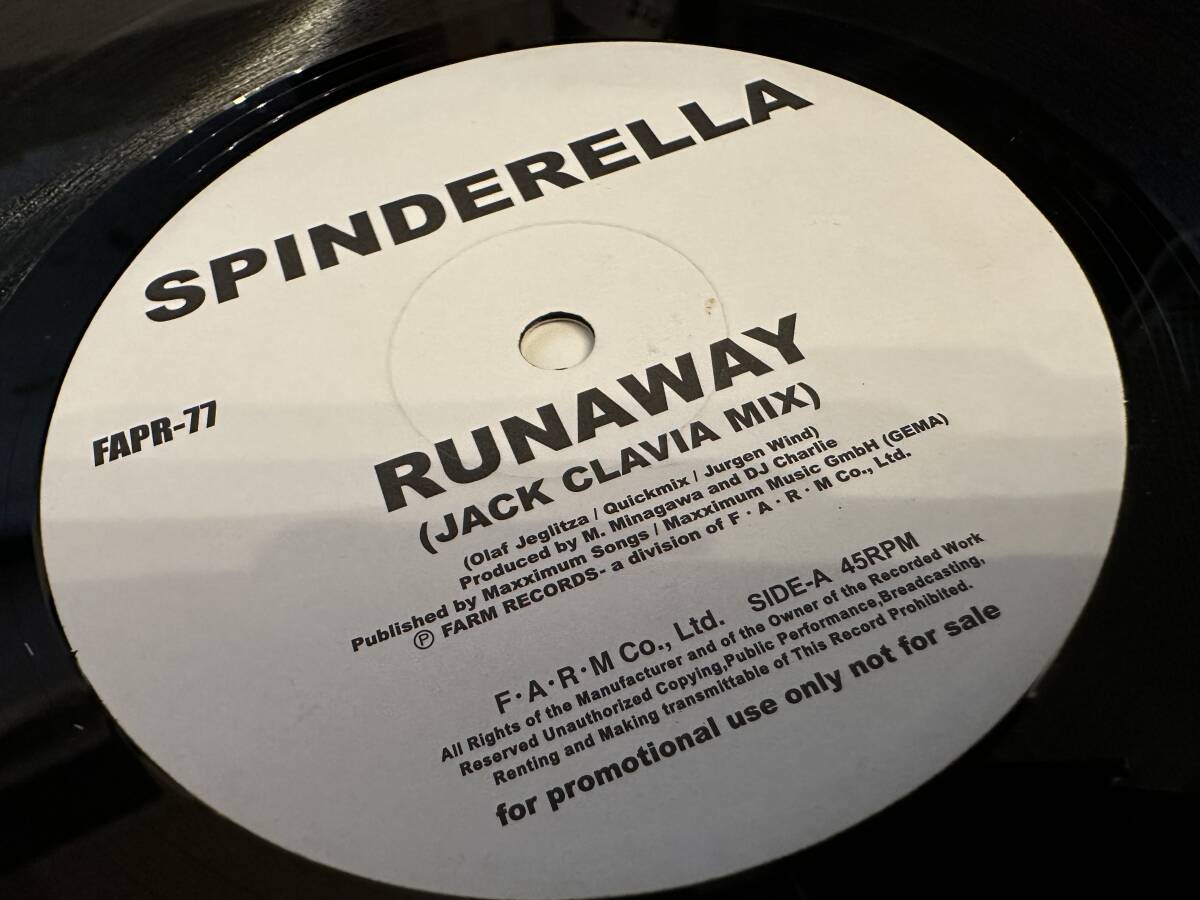 SPINDERELLA
FAPR-77
RUNAWAY
(JACK CLAVIA MIX)
(Olaf Jeglitza / Quickmix / Jurgen Wind)
Produced by M. Minagawa and DJ Charlie
Published by Maxximum Songs / Maxximum Music GmbH (GEMA)
Ⓟ FARM RECORDS- a division of F・A・R・M Co., Ltd.
F・A・R・M Co., Ltd. SIDE-A 45RPM
All Rights of the Manufacturer and of the Owner of the Recorded Work
Reserved Unauthorized Copying,Public Performance,Broadcasting,
Renting and Making transmittable of This Record Prohibited.
for promotional use only not for sale